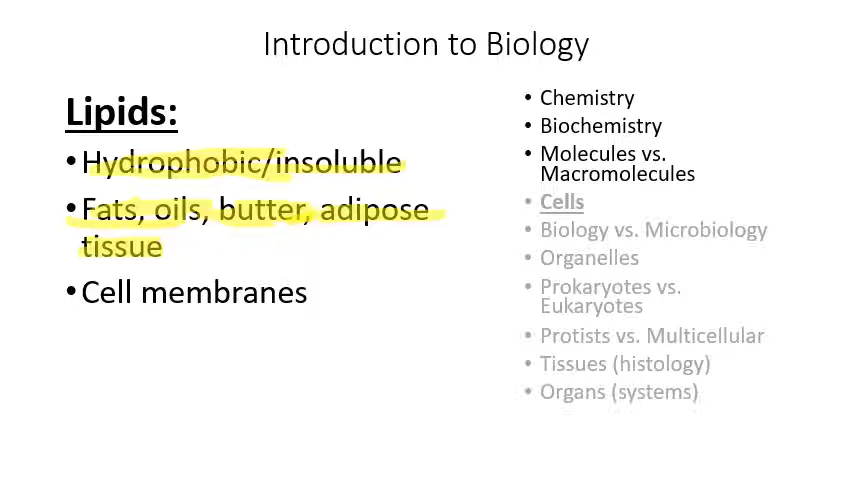 Introduction to Biology
Lipids:
•Hydrophobic/insoluble
•Fats, oils, butter, adipose
tissue
•Cell membranes
• Chemistry
• Biochemistry
• Molecules vs.
Macromolecules
• Cells
• Biology vs. Microbiology
• Organelles
• Prokaryotes vs.
Eukaryotes
• Protists vs. Multicellular
• Tissues (histology)
• Organs (systems)